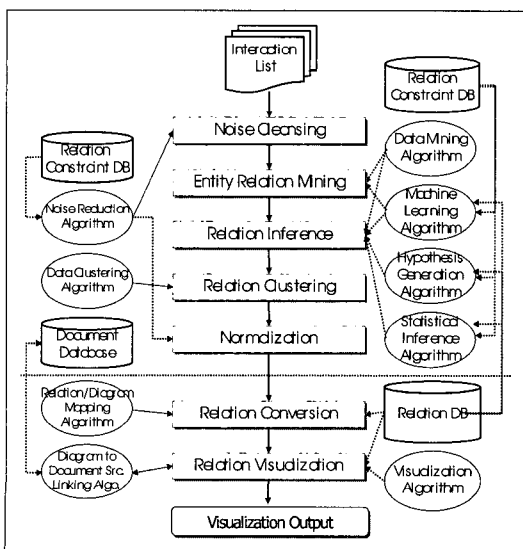 Interaction
List
Relation
Constraint DB
Noise Cleansing
Relation
Constraint DB
Data Mining
Algorithm
Entity Relation Mining
Noise Reduction
Algorithm
Machine
Learning
Algorithm
Relation Inference
Data Clustering
Algorithm
Hypothesis
Generation
Algorithm
Relation Clustering
Document
Database
Normalization
Statistical
Inference
Algorithm
Relation/Diagram
Mapping
Algorithm
Relation Conversion
Relation DB
Diagram to
Document Src.
Linking Algo.
Relation Visualization
Visualization
Algorithm
Visualization Output